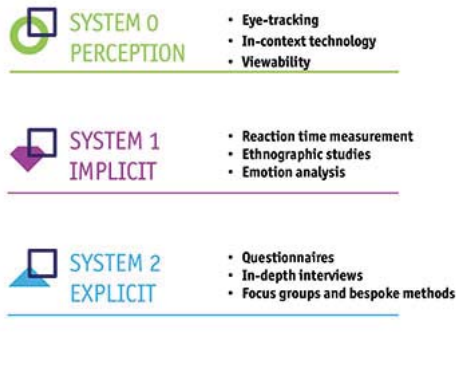 SYSTEM 0
PERCEPTION
• Eye-tracking
• In-context technology
• Viewability
SYSTEM 1
IMPLICIT
• Reaction time measurement
• Ethnographic studies
• Emotion analysis
SYSTEM 2
EXPLICIT
• Questionnaires
• In-depth interviews
• Focus groups and bespoke methods